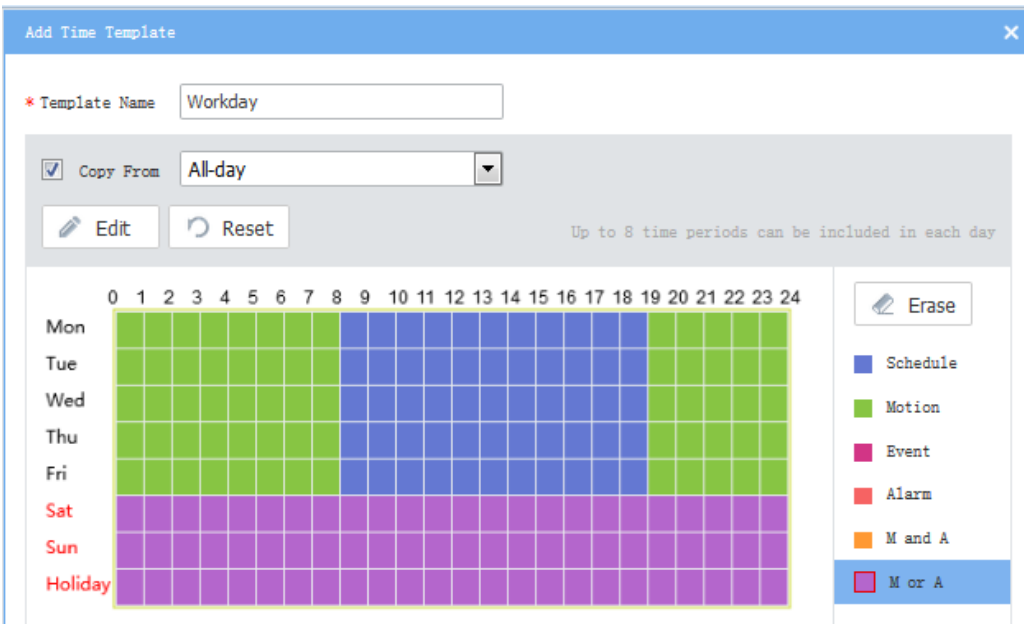 Add Time Template
* Template Name Workday
Copy From All-day
Edit Reset Up to 8 time periods can be included in each day
0 1 2 3 4 5 6 7 8 9 10 11 12 13 14 15 16 17 18 19 20 21 22 23 24
Erase
Mon
Tue
Wed
Thu
Fri
Sat
Sun
Holiday
Schedule
Motion
Event
Alarm
M and A
M or A